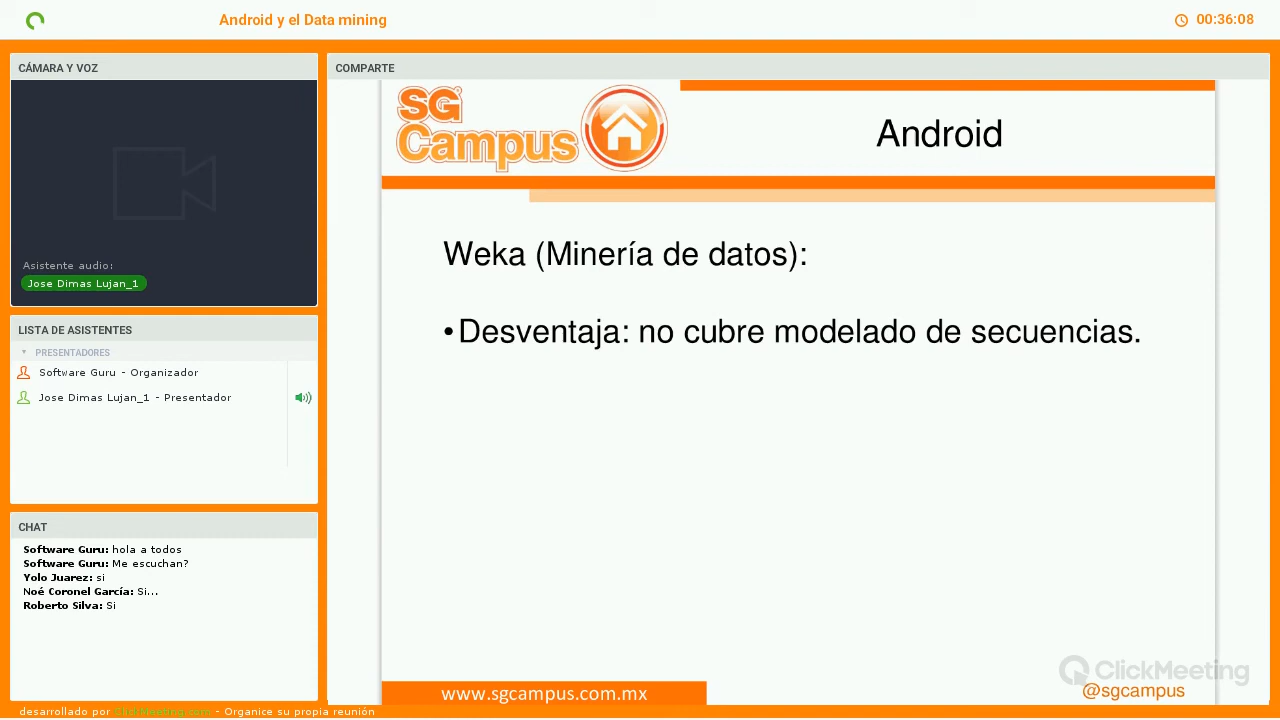 Android y el Data mining
00:36:08
CÁMARA Y VOZ
Asistente audio:
Jose Dimas Lujan_1
LISTA DE ASISTENTES
PRESENTADORES
Software Guru - Organizador
Jose Dimas Lujan_1 - Presentador
CHAT
Software Guru: hola a todos
Software Guru: Me escuchan?
Yolo Juarez: si
Noé Coronel García: Si...
Roberto Silva: Si
COMPARTE
SG
Campus
Android
Weka (Minería de datos):
•Desventaja: no cubre modelado de secuencias.
www.sgcampus.com.mx
ClickMeeting
@sgcampus
desarrollado por ClickMeeting.com - Organice su propia reunión